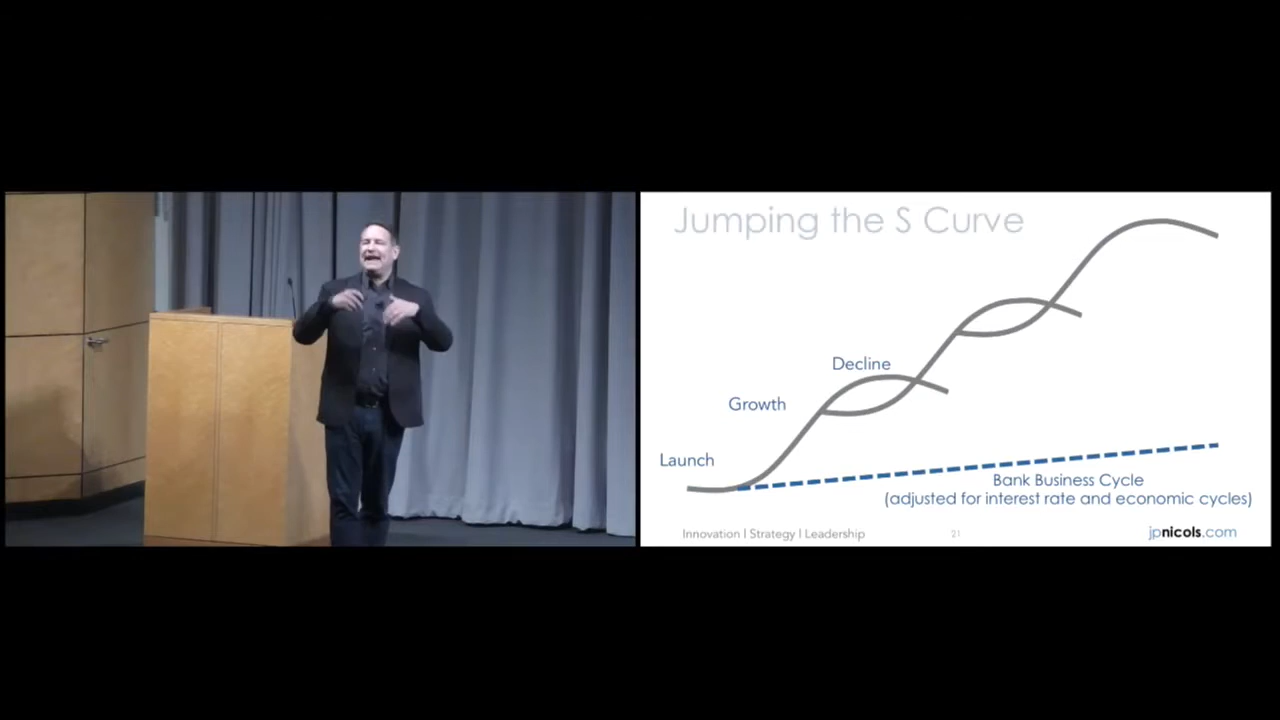 Jumping the S Curve
Decline
Growth
Launch
Bank Business Cycle
(adjusted for interest rate and economic cycles)
Innovation | Strategy | Leadership
21
jpnicols.com